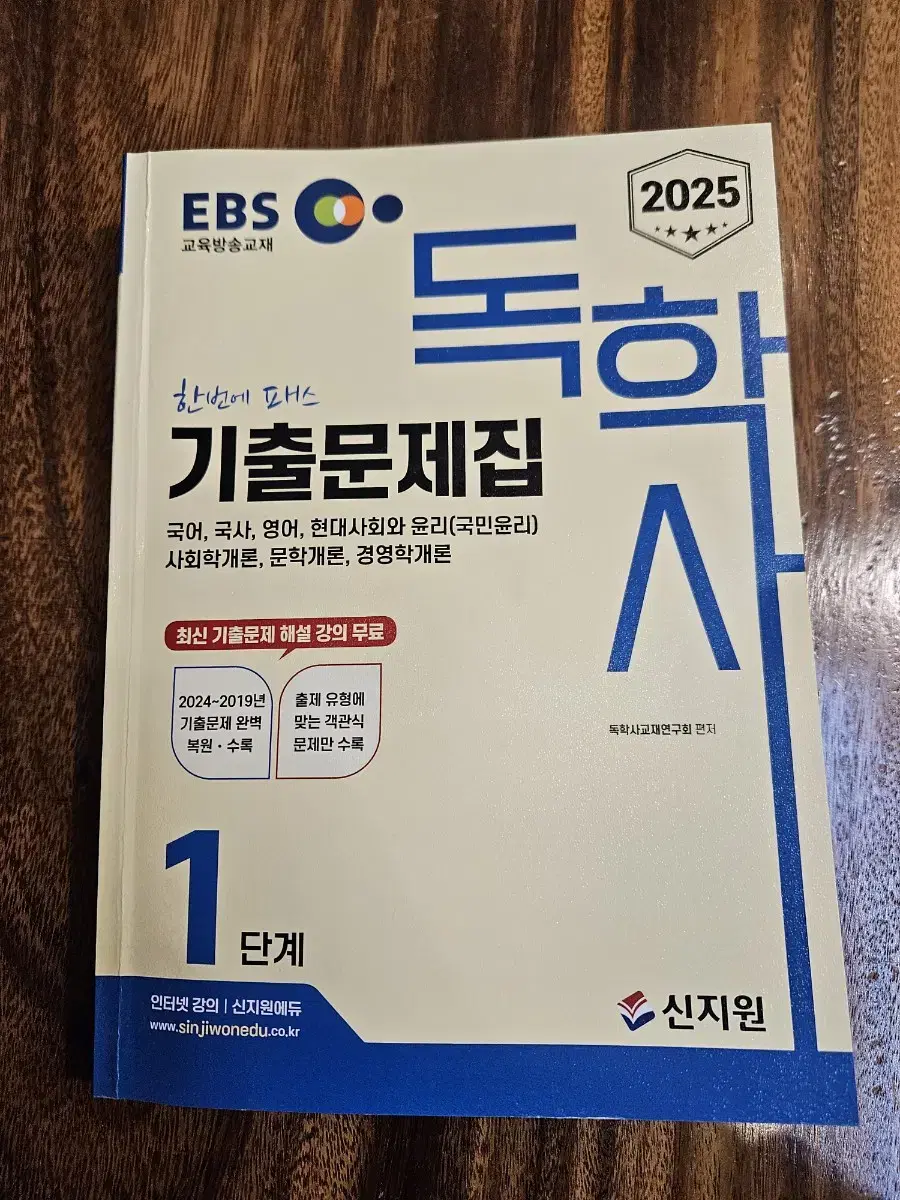 EBS
교육방송교재
2025
독학사
한번에 패스
기출문제집
국어, 국사, 영어, 현대사회와 윤리(국민윤리)
사회학개론, 문학개론, 경영학개론
최신 기출문제 해설 강의 무료
2024~2019년
기출문제 완벽
복원·수록
출제 유형에
맞는 객관식
문제만 수록
독학사교재연구회 편저
1단계
인터넷 강의 | 신지원에듀
www.sinjiwonedu.co.kr
신지원